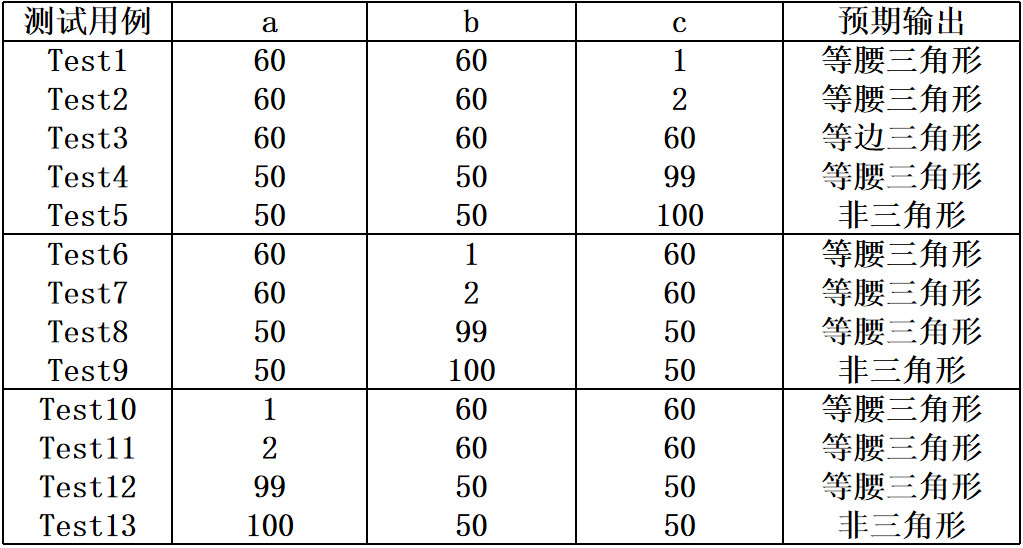 测试用例 a b c 预期输出
Test1 60 60 1 等腰三角形
Test2 60 60 2 等腰三角形
Test3 60 60 60 等边三角形
Test4 50 50 99 等腰三角形
Test5 50 50 100 非三角形
Test6 60 1 60 等腰三角形
Test7 60 2 60 等腰三角形
Test8 50 99 50 等腰三角形
Test9 50 100 50 非三角形
Test10 1 60 60 等腰三角形
Test11 2 60 60 等腰三角形
Test12 99 50 50 等腰三角形
Test13 100 50 50 非三角形